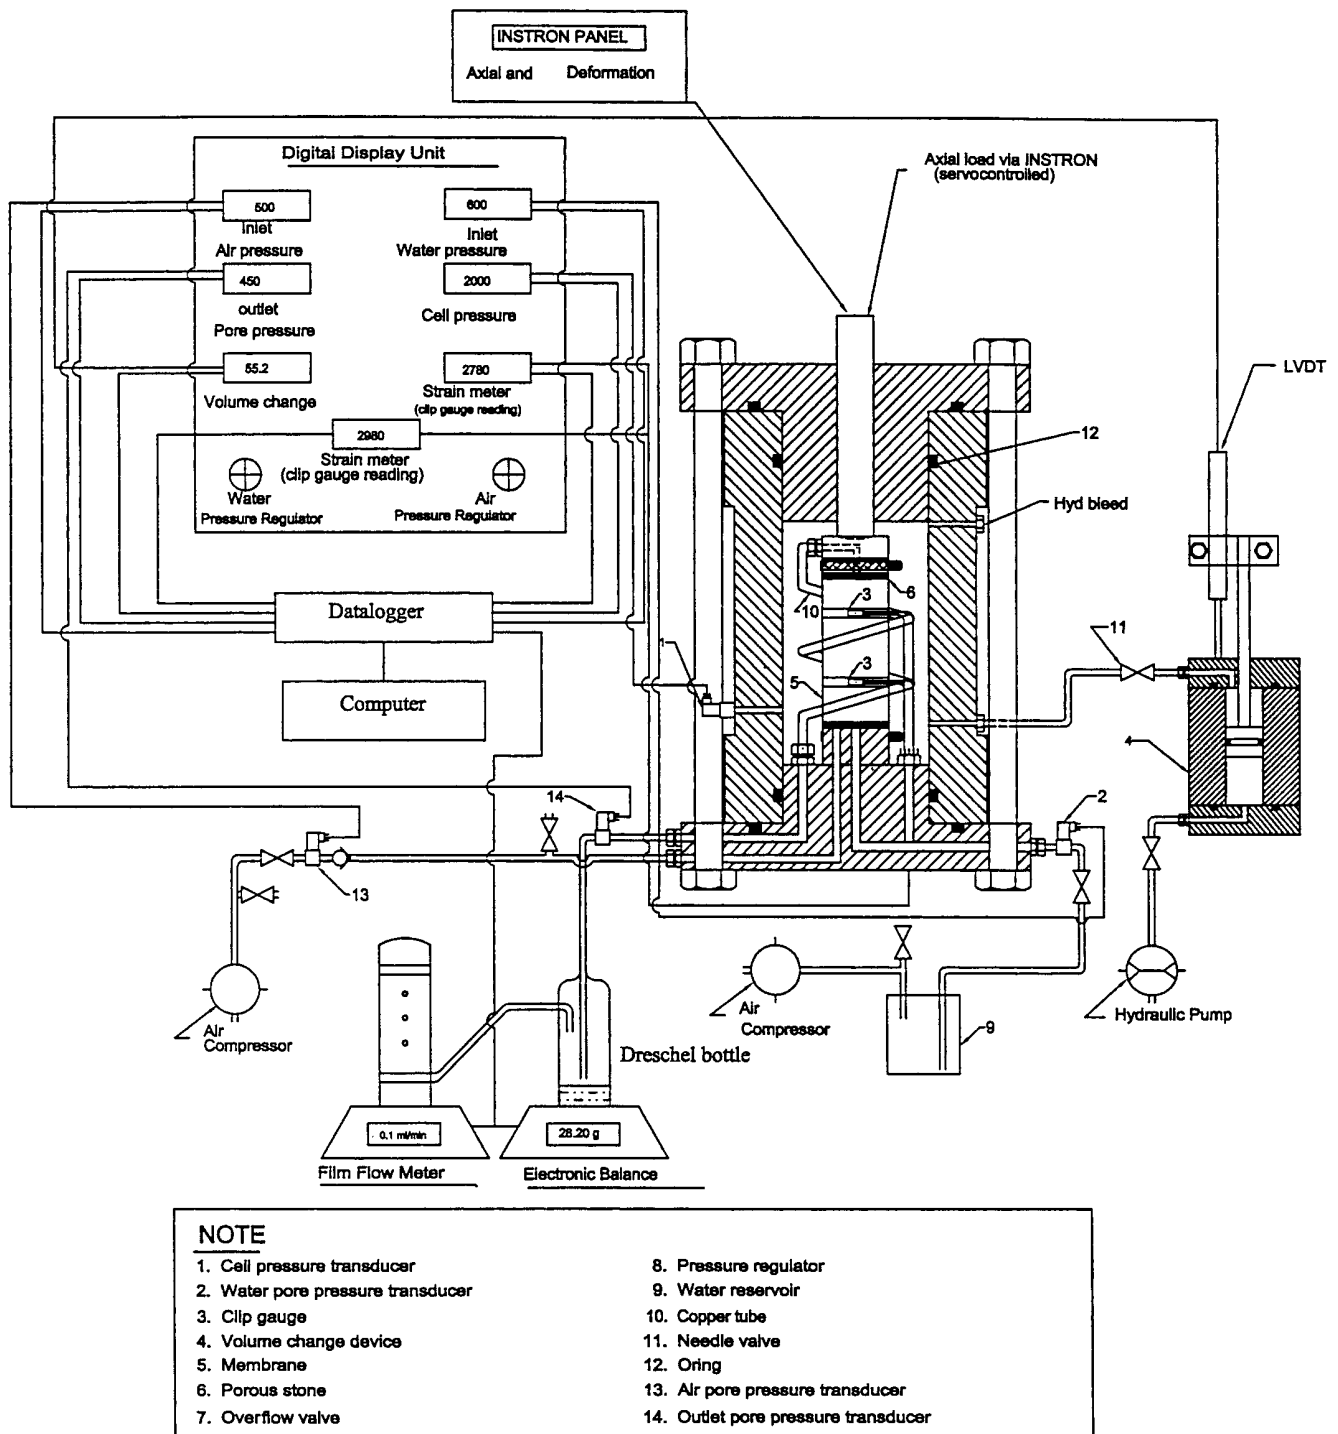 INSTRON PANEL
Axial and Deformation
Digital Display Unit
Axial load via INSTRON
(servocontrolled)
500
Inlet
Air pressure
600
Inlet
Water pressure
450
outlet
Pore pressure
2000
Cell pressure
55.2
Volume change
2780
Strain meter
(clip gauge reading)
2980
Strain meter
(clip gauge reading)
Water
Pressure Regulator
Air
Pressure Regulator
LVDT
12
Hyd bleed
6
3
10
11
1
3
5
4
Datalogger
Computer
14
2
13
Air
Compressor
Air
Compressor
9
Hydraulic Pump
Dreschel bottle
0.1 ml/min
28.20 g
Film Flow Meter
Electronic Balance
NOTE
1. Cell pressure transducer
2. Water pore pressure transducer
3. Clip gauge
4. Volume change device
5. Membrane
6. Porous stone
7. Overflow valve
8. Pressure regulator
9. Water reservoir
10. Copper tube
11. Needle valve
12. Oring
13. Air pore pressure transducer
14. Outlet pore pressure transducer